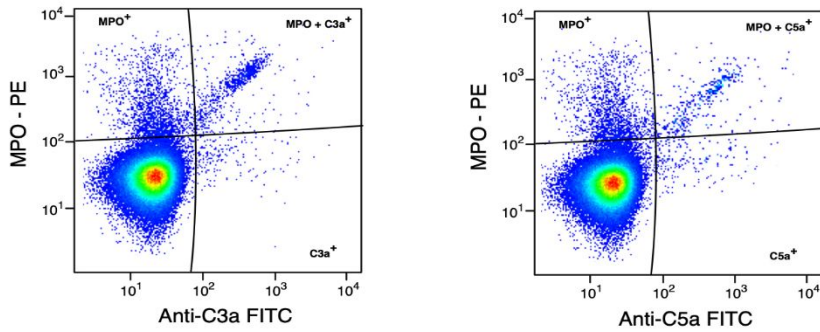 MPO⁺
MPO + C3a⁺
10⁴
10³
10²
10¹
MPO - PE
C3a⁺
10¹ 10² 10³ 10⁴
Anti-C3a FITC
MPO⁺
MPO + C5a⁺
10⁴
10³
10²
10¹
MPO - PE
C5a⁺
10¹ 10² 10³ 10⁴
Anti-C5a FITC